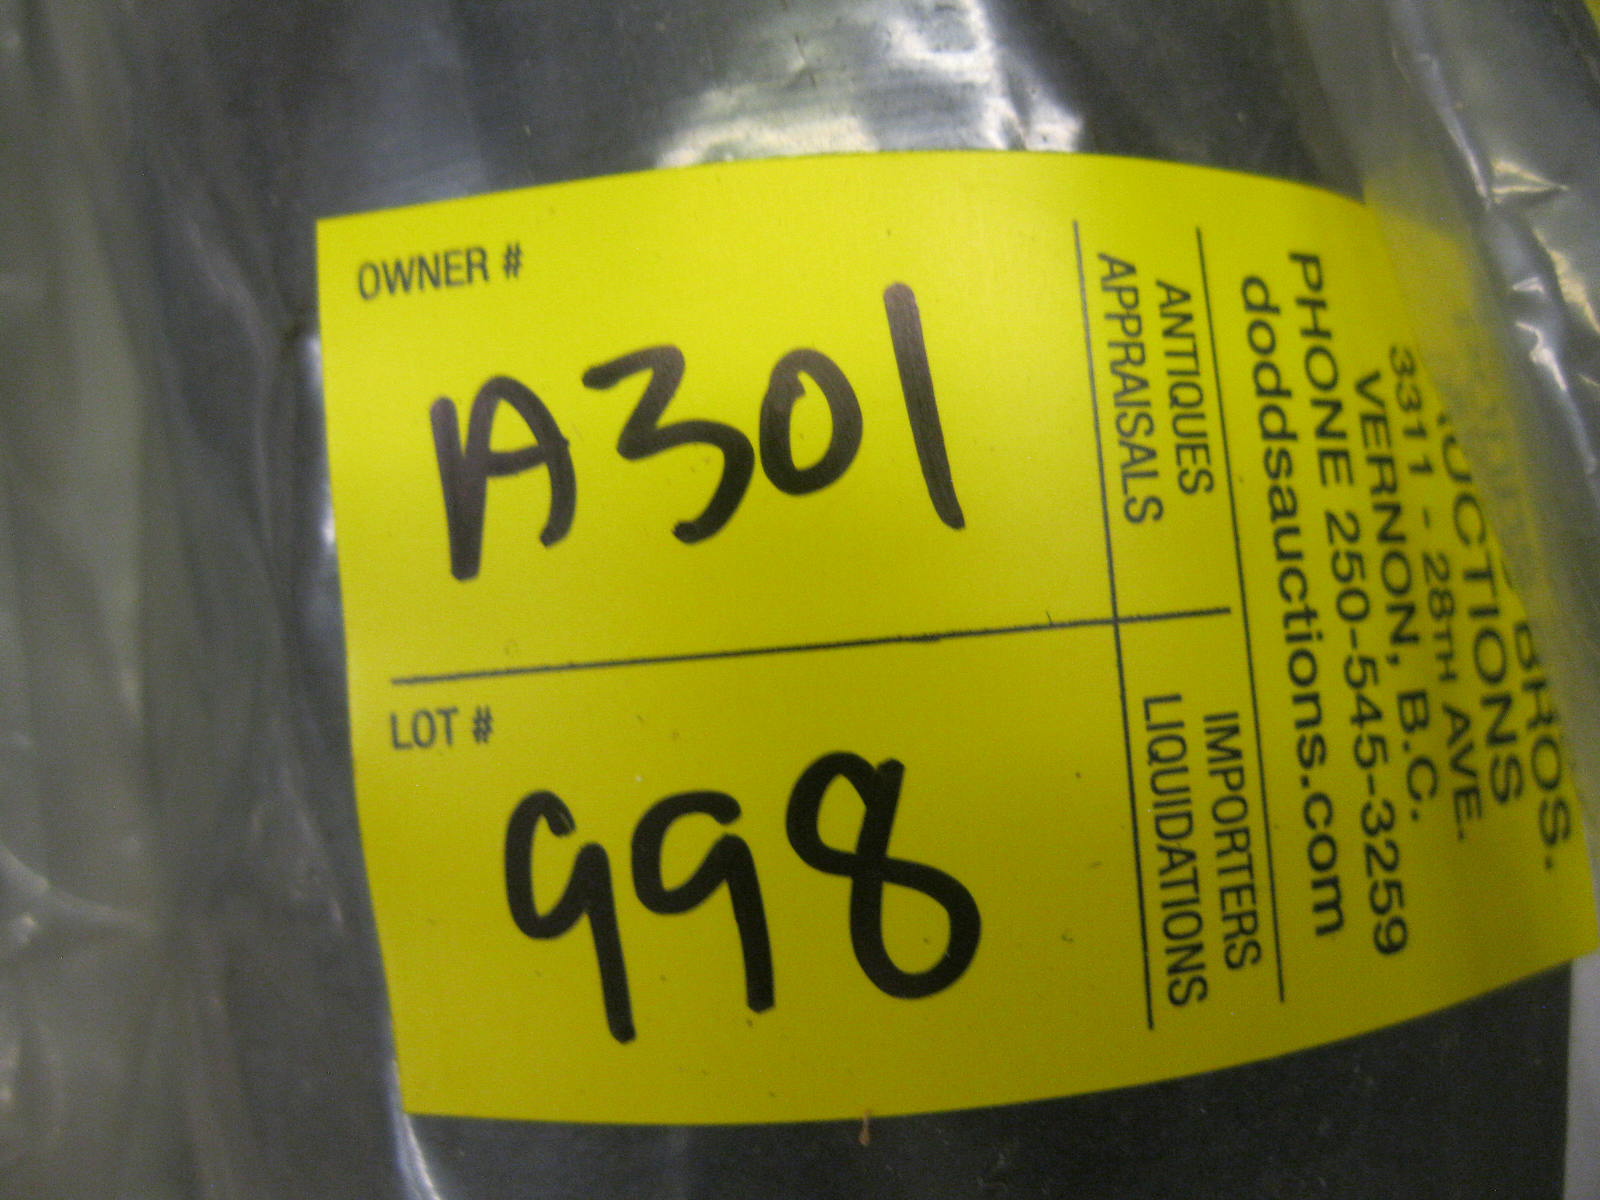 OWNER #
A301
LOT #
998
BROS.
AUCTIONS
3311 - 28TH AVE.
VERNON, B.C.
PHONE 250-545-3259
doddsauctions.com
ANTIQUES
APPRAISALS
IMPORTERS
LIQUIDATIONS